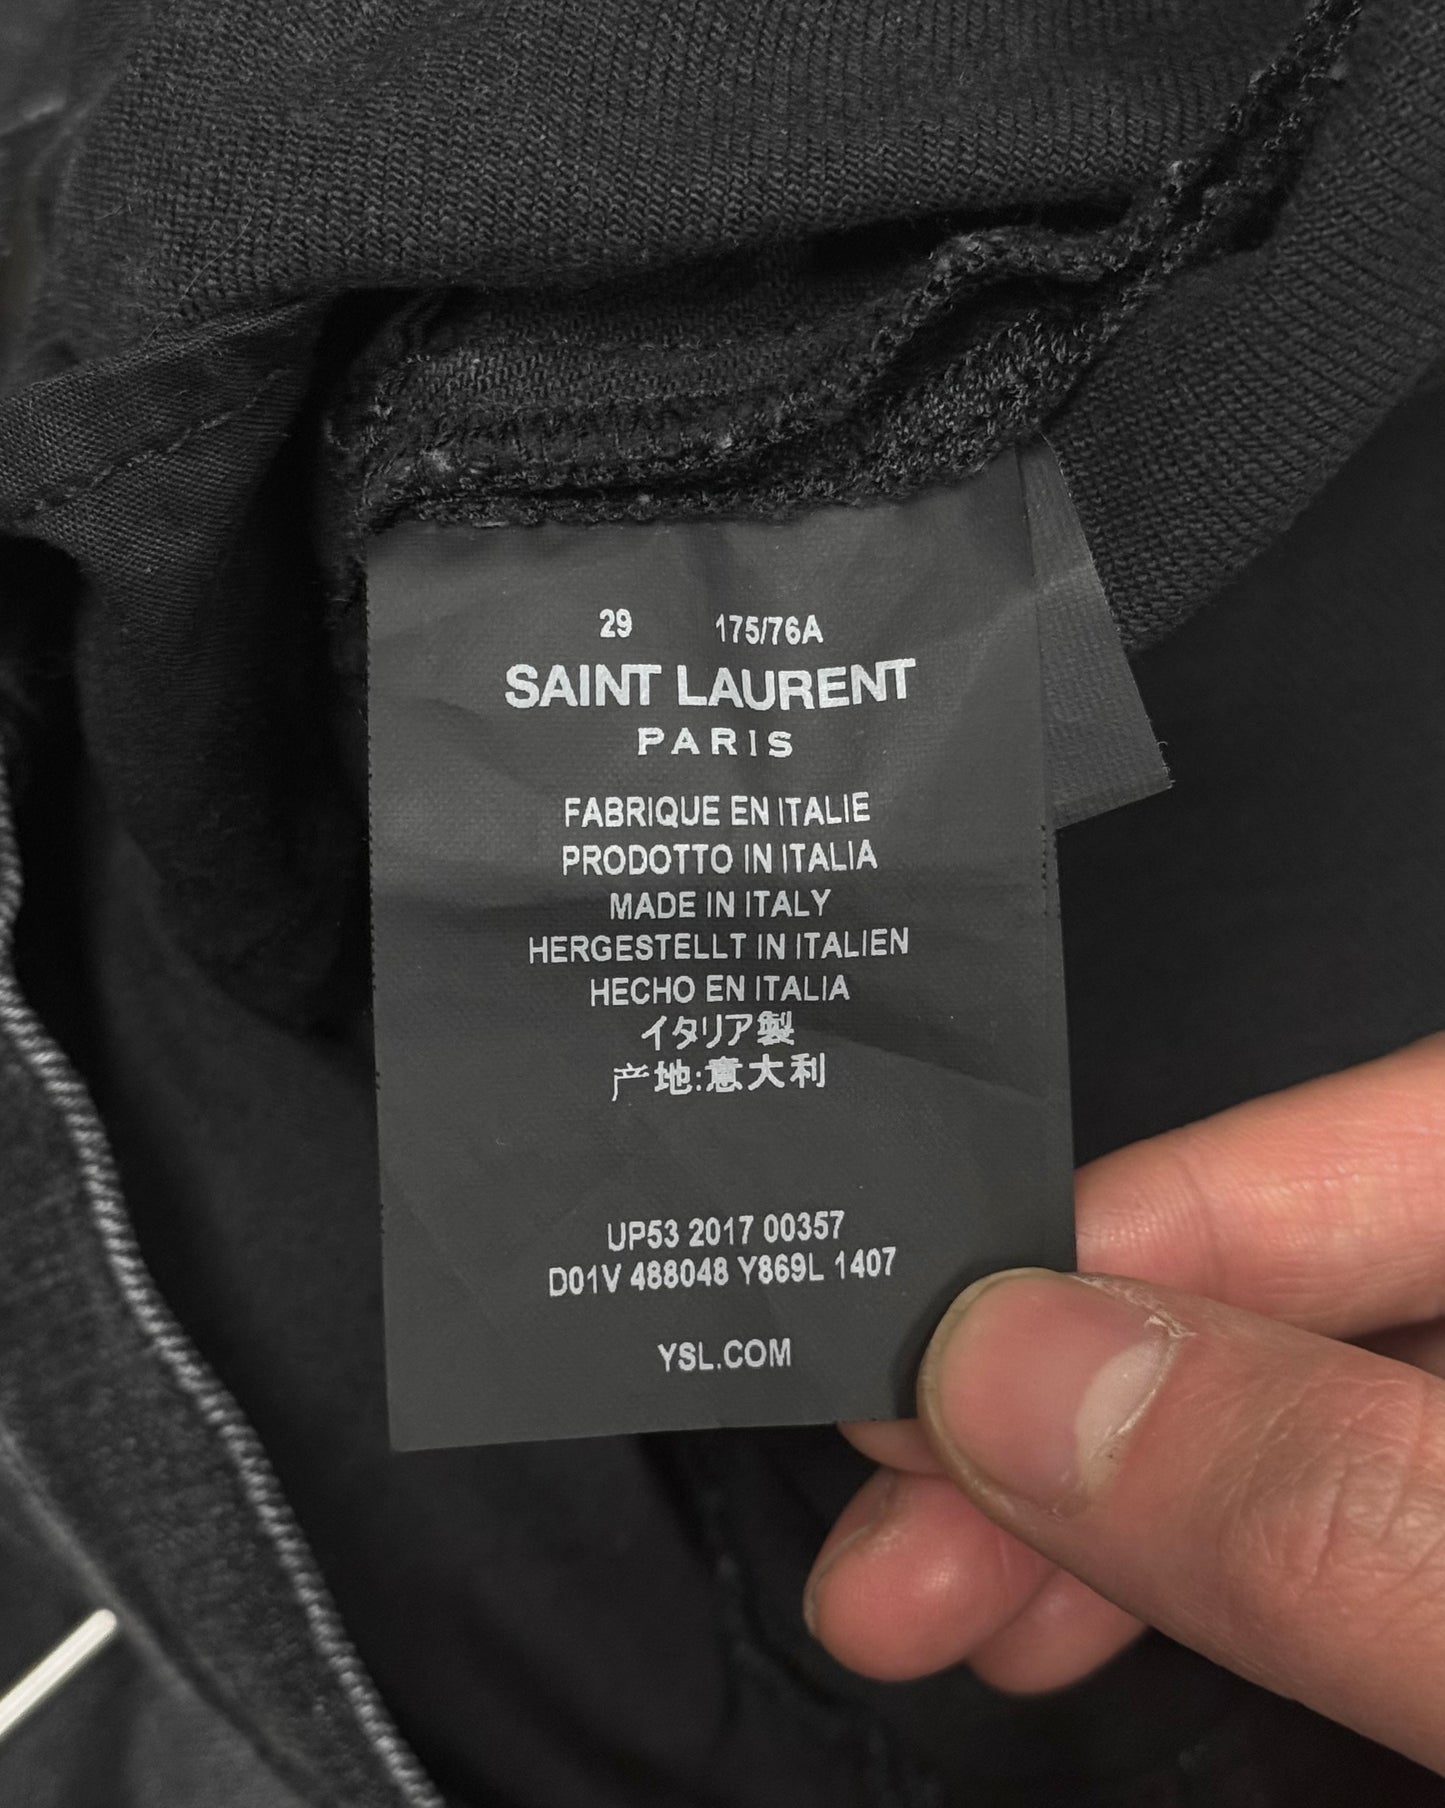 29 175/76A
SAINT LAURENT
PARIS
FABRIQUE EN ITALIE
PRODOTTO IN ITALIA
MADE IN ITALY
HERGESTELLT IN ITALIEN
HECHO EN ITALIA
イタリア製
产地:意大利
UP53 2017 00357
D01V 488048 Y869L 1407
YSL.COM